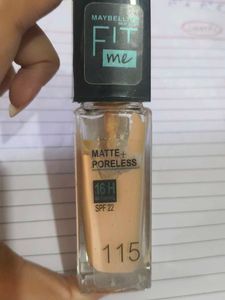 MAYBELLINE
FIT
me
MATTE+
PORELESS
16H
SPF 22
115